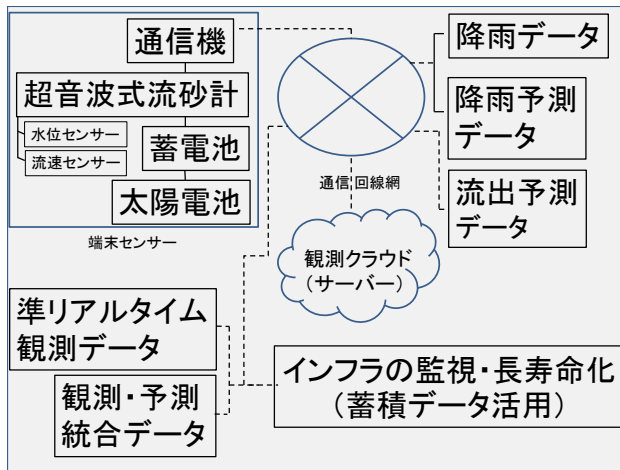 通信機
超音波式流砂計
水位センサー
流速センサー
蓄電池
太陽電池
端末センサー
降雨データ
降雨予測
データ
流出予測
データ
通信回線網
観測クラウド
（サーバー）
準リアルタイム
観測データ
観測・予測
統合データ
インフラの監視・長寿命化
（蓄積データ活用）